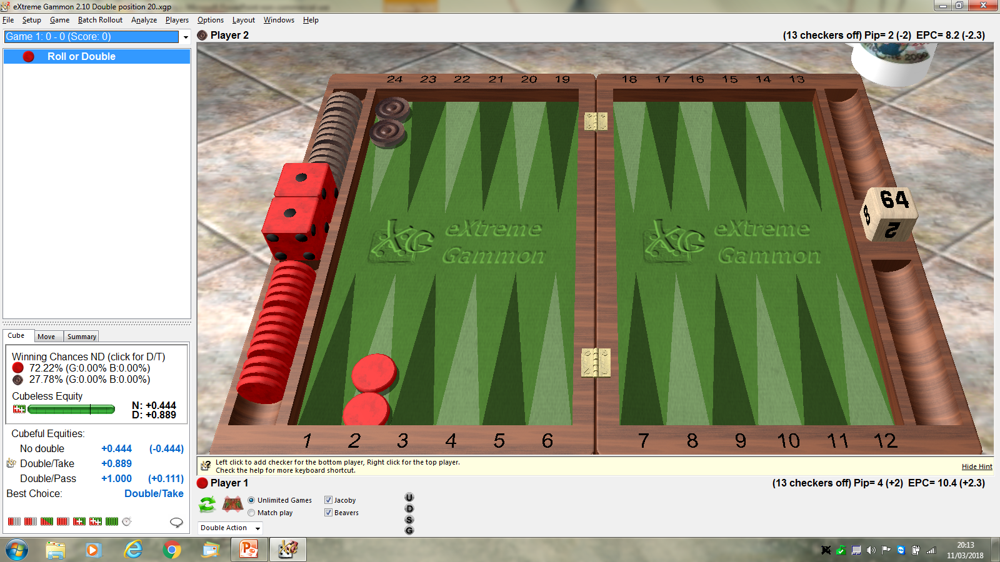 eXtreme Gammon 2.10 Double position 20..xgp
File Setup Game Batch Rollout Analyze Players Options Layout Windows Help
Game 1: 0 - 0 (Score: 0)
Player 2
(13 checkers off) Pip= 2 (-2) EPC= 8.2 (-2.3)
Roll or Double
24 23 22 21 20 19 18 17 16 15 14 13
64
8
2
eXtreme
Gammon
eXtreme
Gammon
XG
XG
1 2 3 4 5 6 7 8 9 10 11 12
Cube Move Summary
Winning Chances ND (click for D/T)
72.22% (G:0.00% B:0.00%)
27.78% (G:0.00% B:0.00%)
Cubeless Equity
N: +0.444
D: +0.889
Cubeful Equities:
No double +0.444 (-0.444)
Double/Take +0.889
Double/Pass +1.000 (+0.111)
Best Choice: Double/Take
Left click to add checker for the bottom player, Right click for the top player.
Check the help for more keyboard shortcut.
Hide Hint
Player 1
(13 checkers off) Pip= 4 (+2) EPC= 10.4 (+2.3)
Unlimited Games Jacoby
Match play Beavers
Double Action
U
D
S
G
20:13
11/03/2018